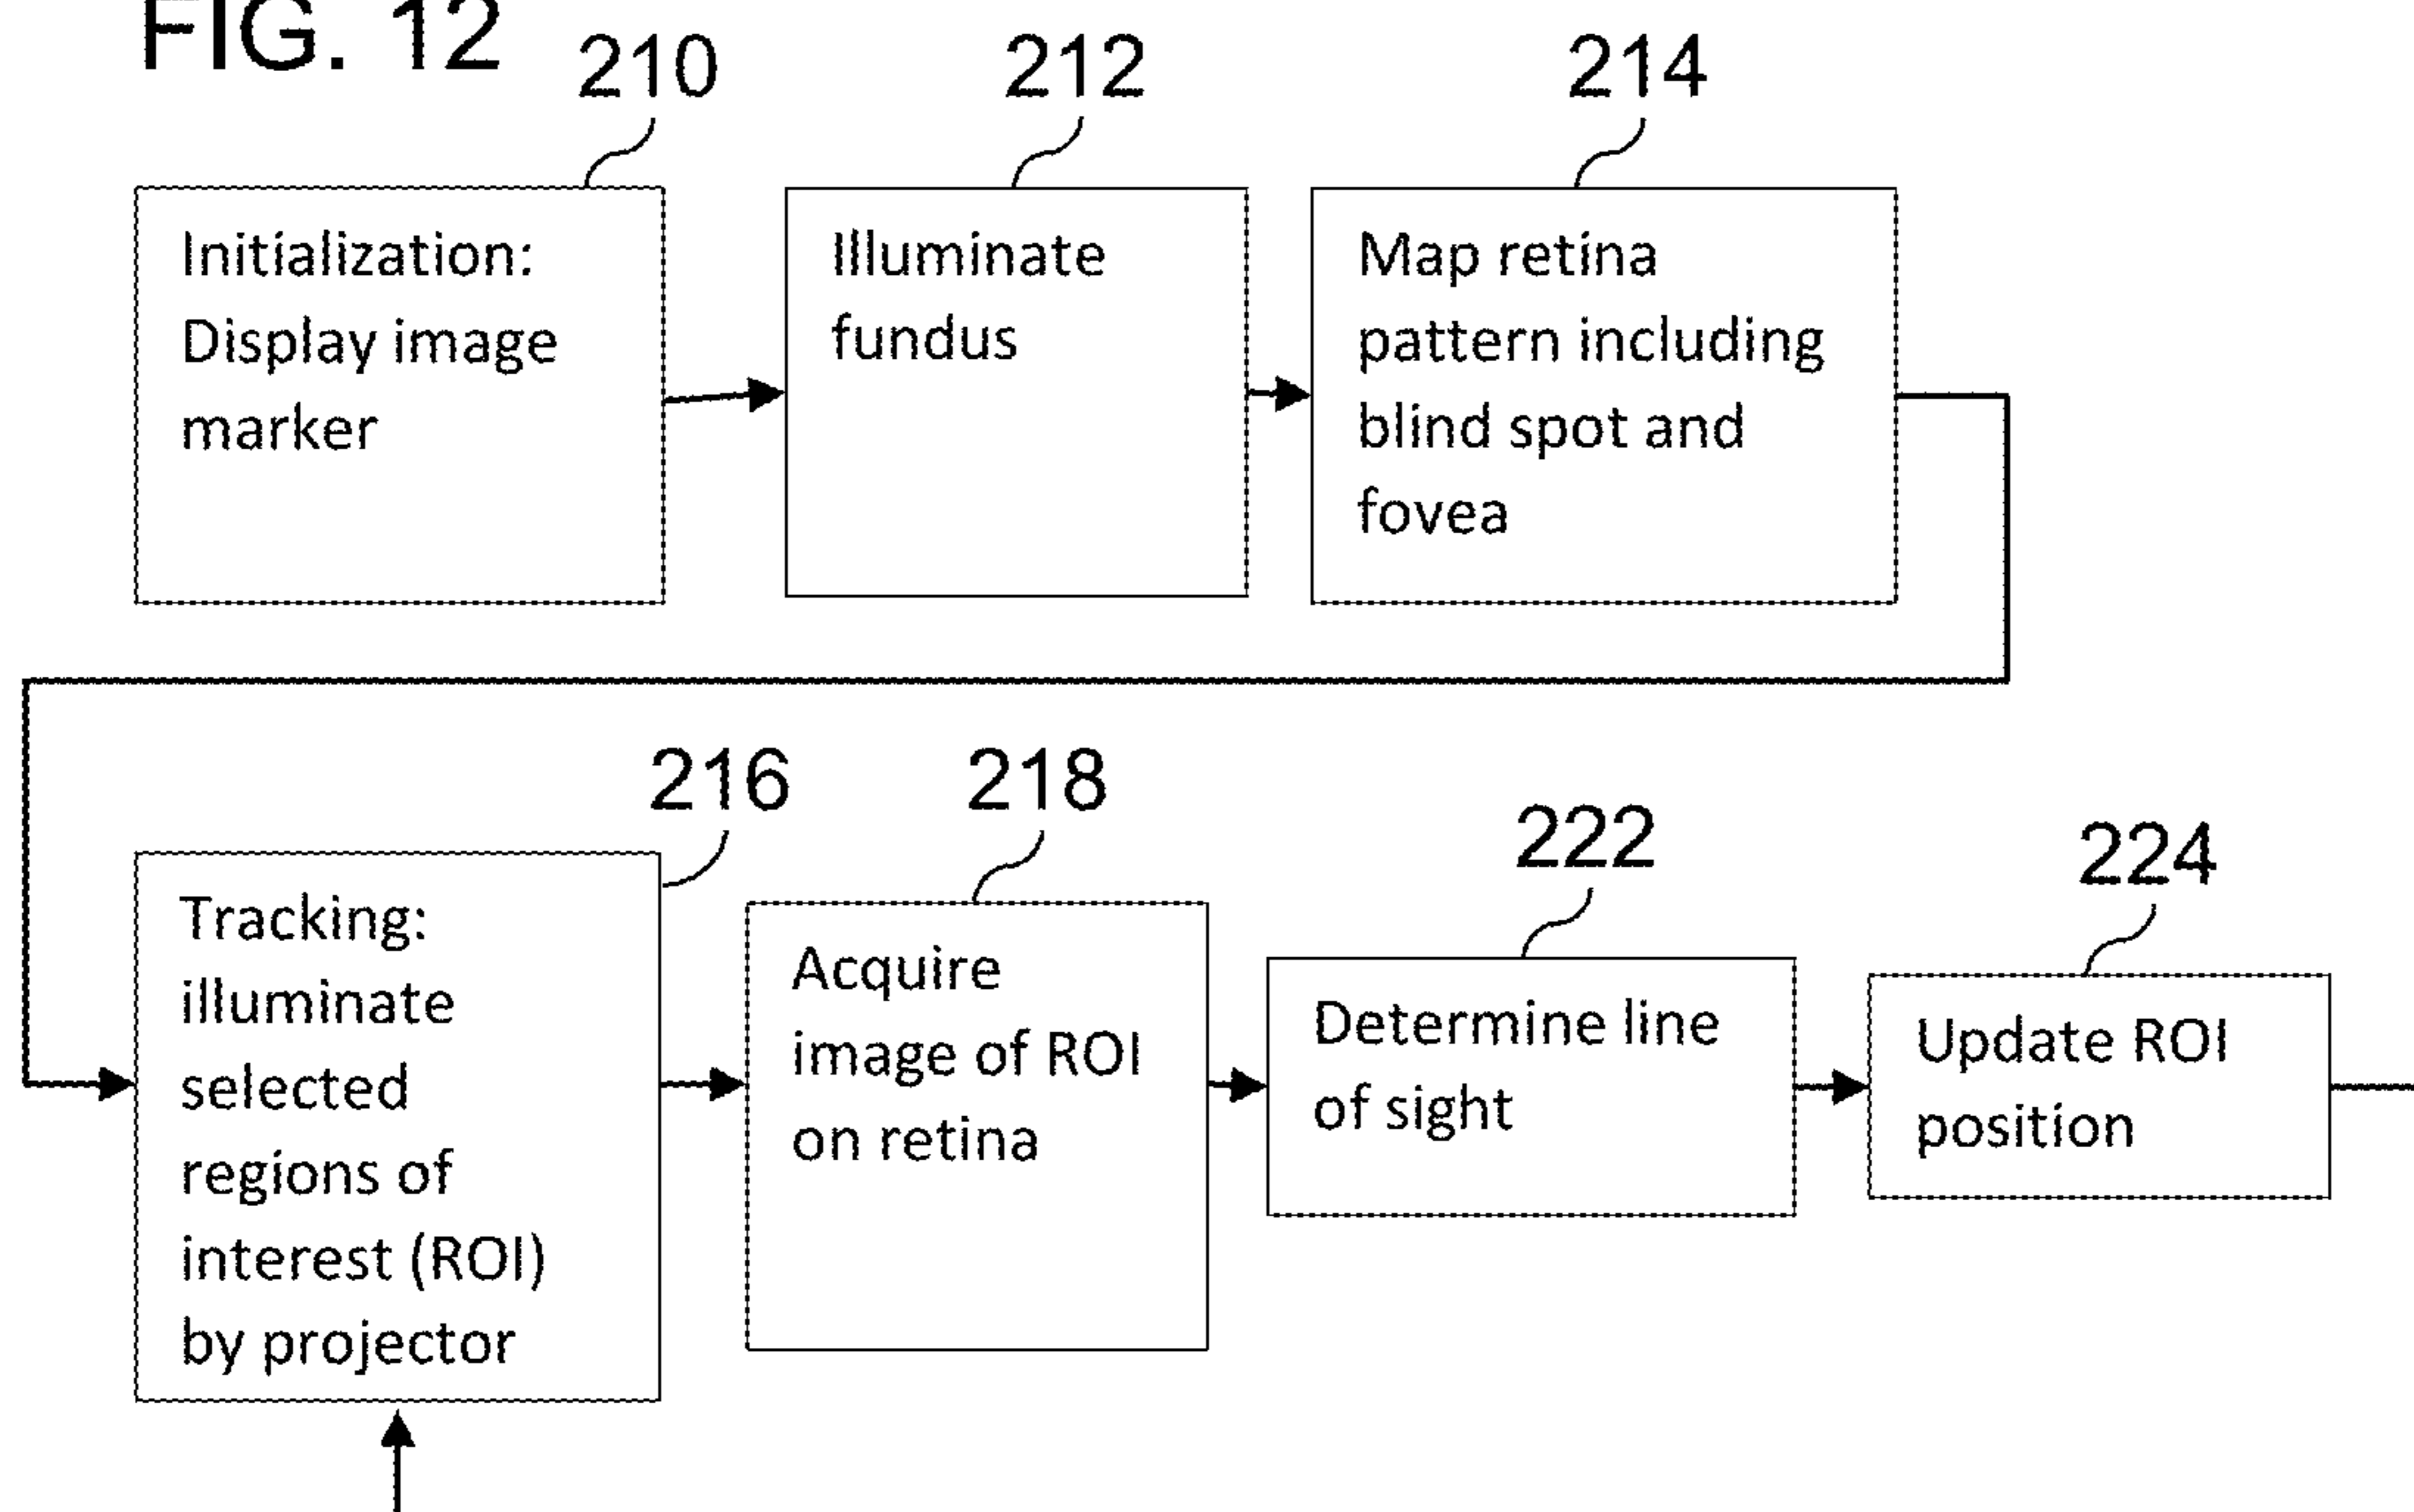 FIG. 12
210
212
214
Initialization:
Display image
marker
Illuminate
fundus
Map retina
pattern including
blind spot and
fovea
216
218
222
224
Tracking:
illuminate
selected
regions of
interest (ROI)
by projector
Acquire
image of ROI
on retina
Determine line
of sight
Update ROI
position